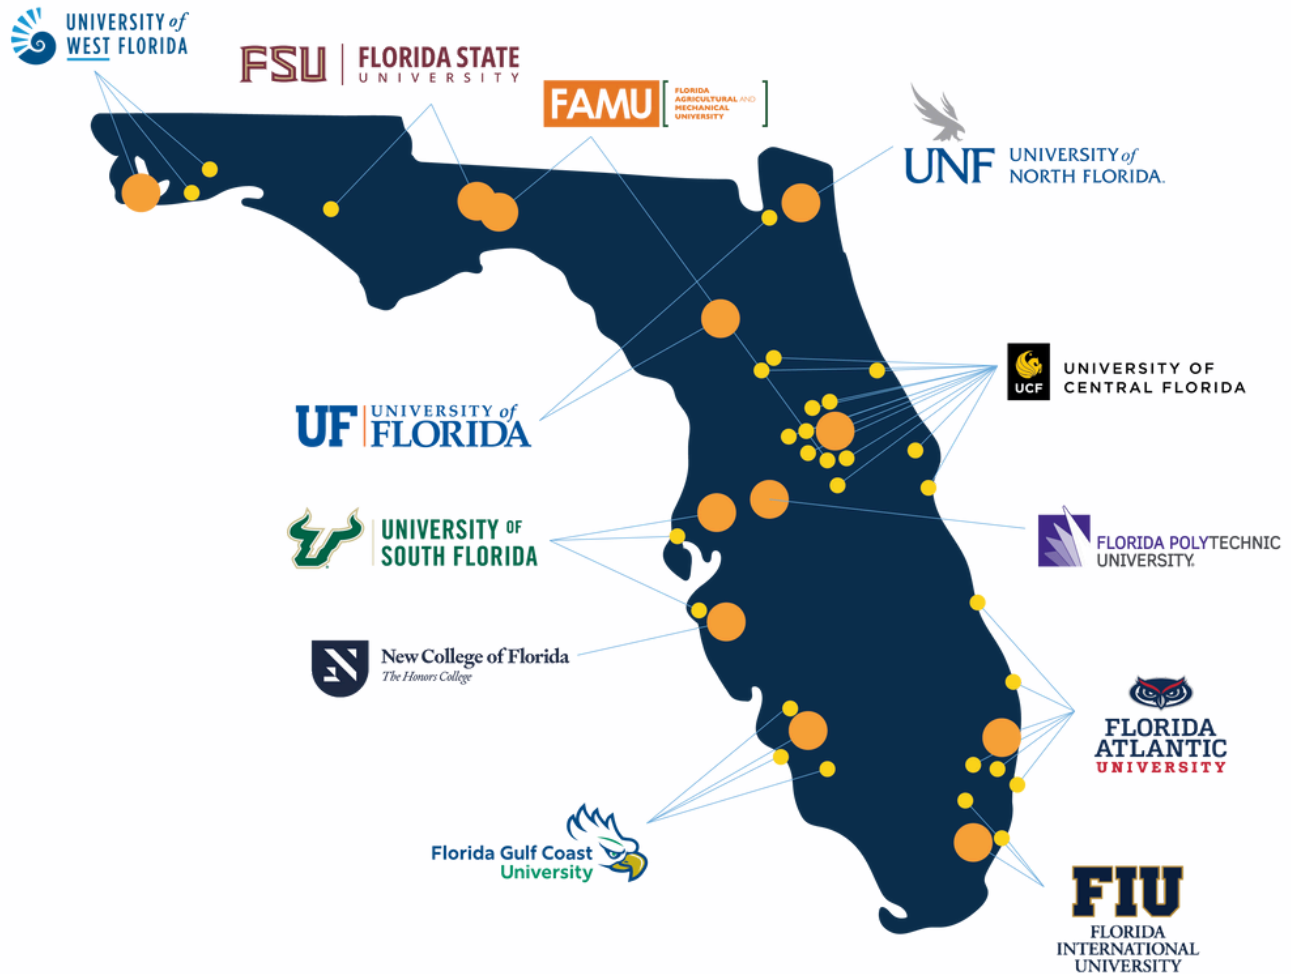 UNIVERSITY of
WEST FLORIDA
FSU
FLORIDA STATE
UNIVERSITY
FAMU
FLORIDA
AGRICULTURAL AND
MECHANICAL
UNIVERSITY
UNF
UNIVERSITY of
NORTH FLORIDA.
UCF
UNIVERSITY OF
CENTRAL FLORIDA
UF
UNIVERSITY of
FLORIDA
UNIVERSITY OF
SOUTH FLORIDA
FLORIDA POLYTECHNIC
UNIVERSITY.
N
New College of Florida
The Honors College
FLORIDA
ATLANTIC
UNIVERSITY
Florida Gulf Coast
University
FIU
FLORIDA
INTERNATIONAL
UNIVERSITY